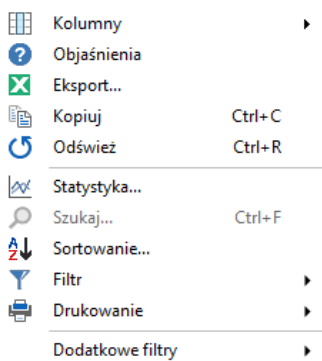 Kolumny
Objaśnienia
Eksport...
Kopiuj Ctrl+C
Odśwież Ctrl+R
Statystyka...
Szukaj... Ctrl+F
Sortowanie...
Filtr
Drukowanie
Dodatkowe filtry